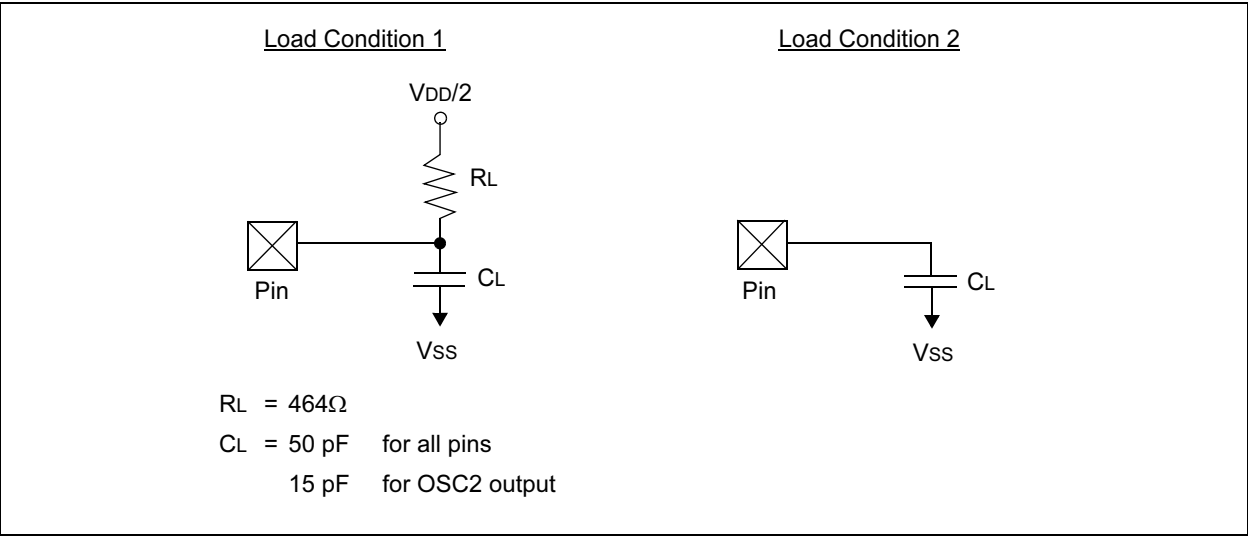 Load Condition 1
Load Condition 2
VDD/2
RL
Pin
CL
VSS
Pin
CL
VSS
RL = 464Ω
CL = 50 pF for all pins
15 pF for OSC2 output